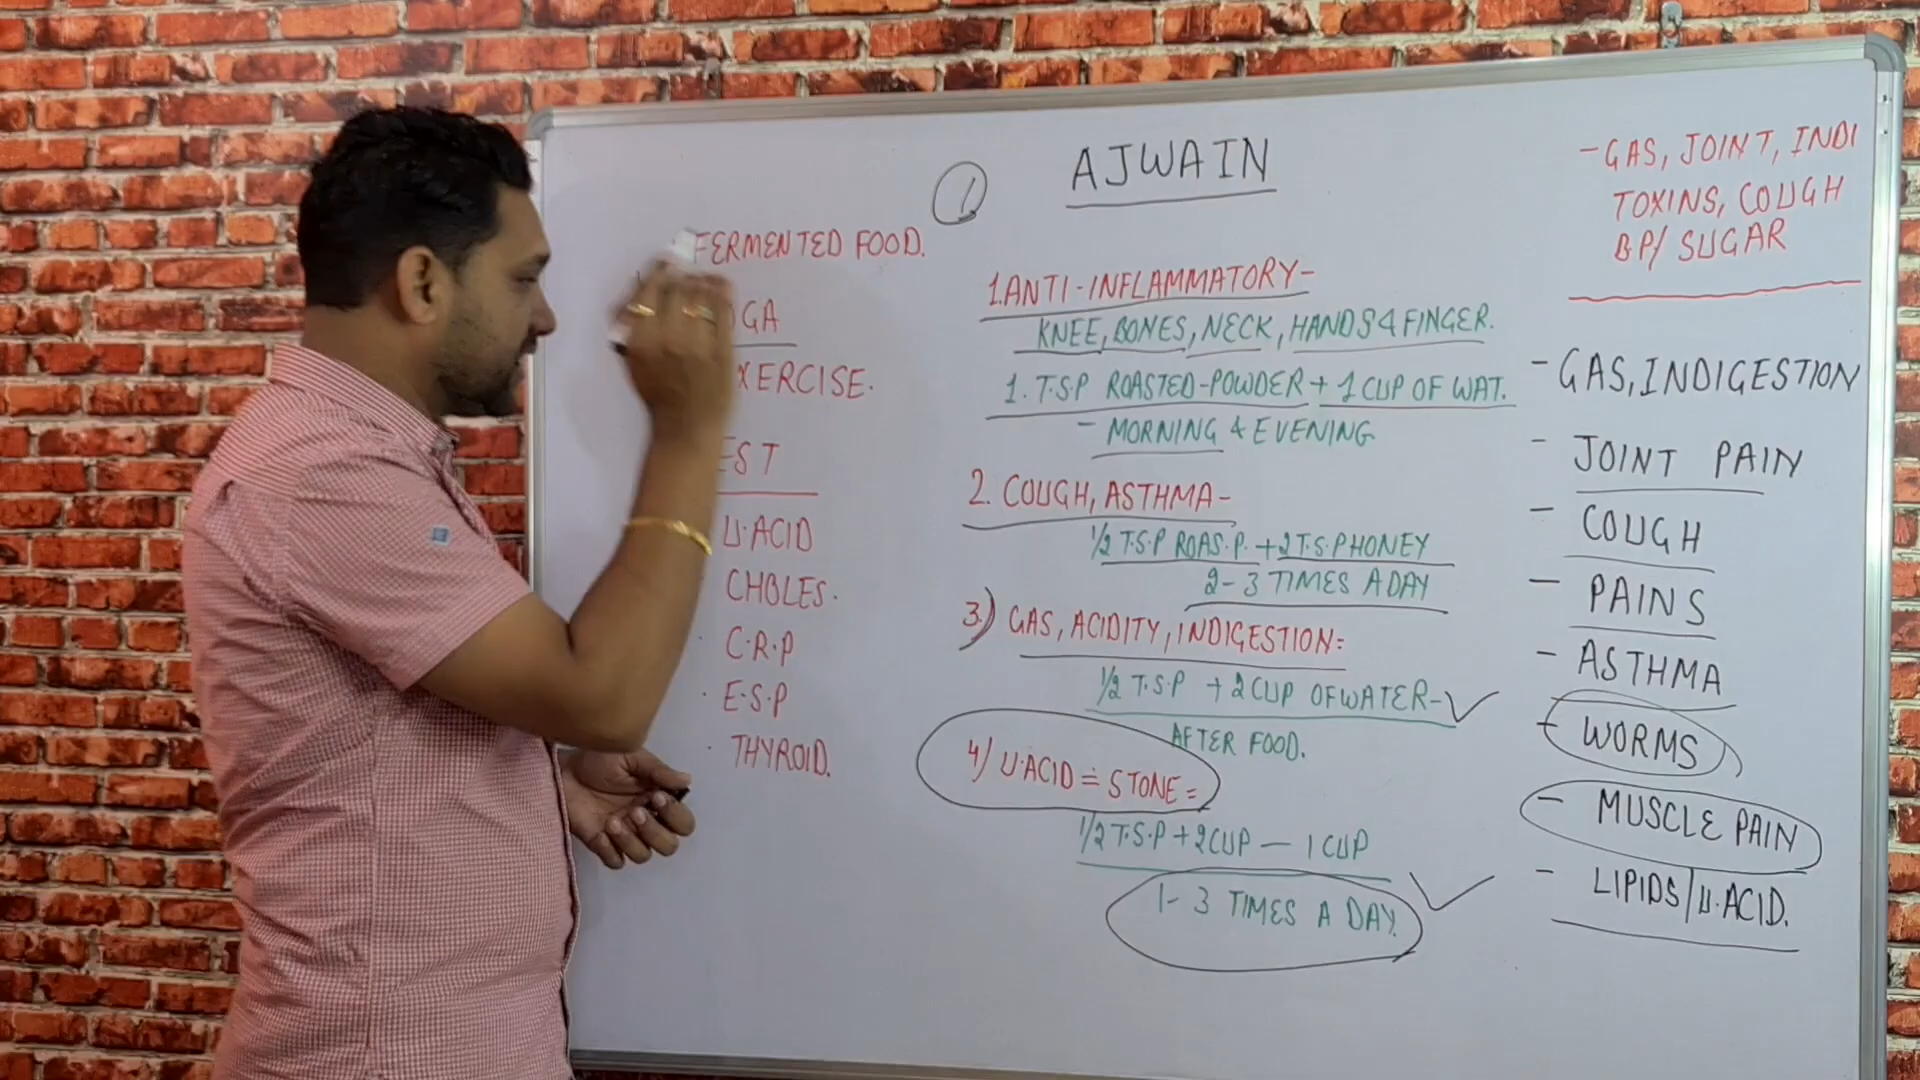 FERMENTED FOOD.
U.ACID
CHOLES.
C.R.P
E.S.P
THYROID.
1
AJWAIN
1.ANTI-INFLAMMATORY-
KNEE, BONES, NECK, HANDS & FINGER.
1. T.S.P ROASTED-POWDER + 1 CUP OF WAT.
- MORNING & EVENING
2. COUGH, ASTHMA-
1/2 T.S.P ROAS.P. + 2 T.S.P HONEY
2-3 TIMES A DAY
3.) GAS, ACIDITY, INDIGESTION:
1/2 T.S.P + 2 CUP OF WATER-
AFTER FOOD.
4/ U.ACID = STONE =
1/2 T.S.P + 2 CUP — 1 CUP
1-3 TIMES A DAY.
- GAS, JOINT, INDI
TOXINS, COUGH
BP/ SUGAR
- GAS, INDIGESTION
- JOINT PAIN
- COUGH
- PAINS
- ASTHMA
- WORMS
- MUSCLE PAIN
- LIPIDS/U.ACID.